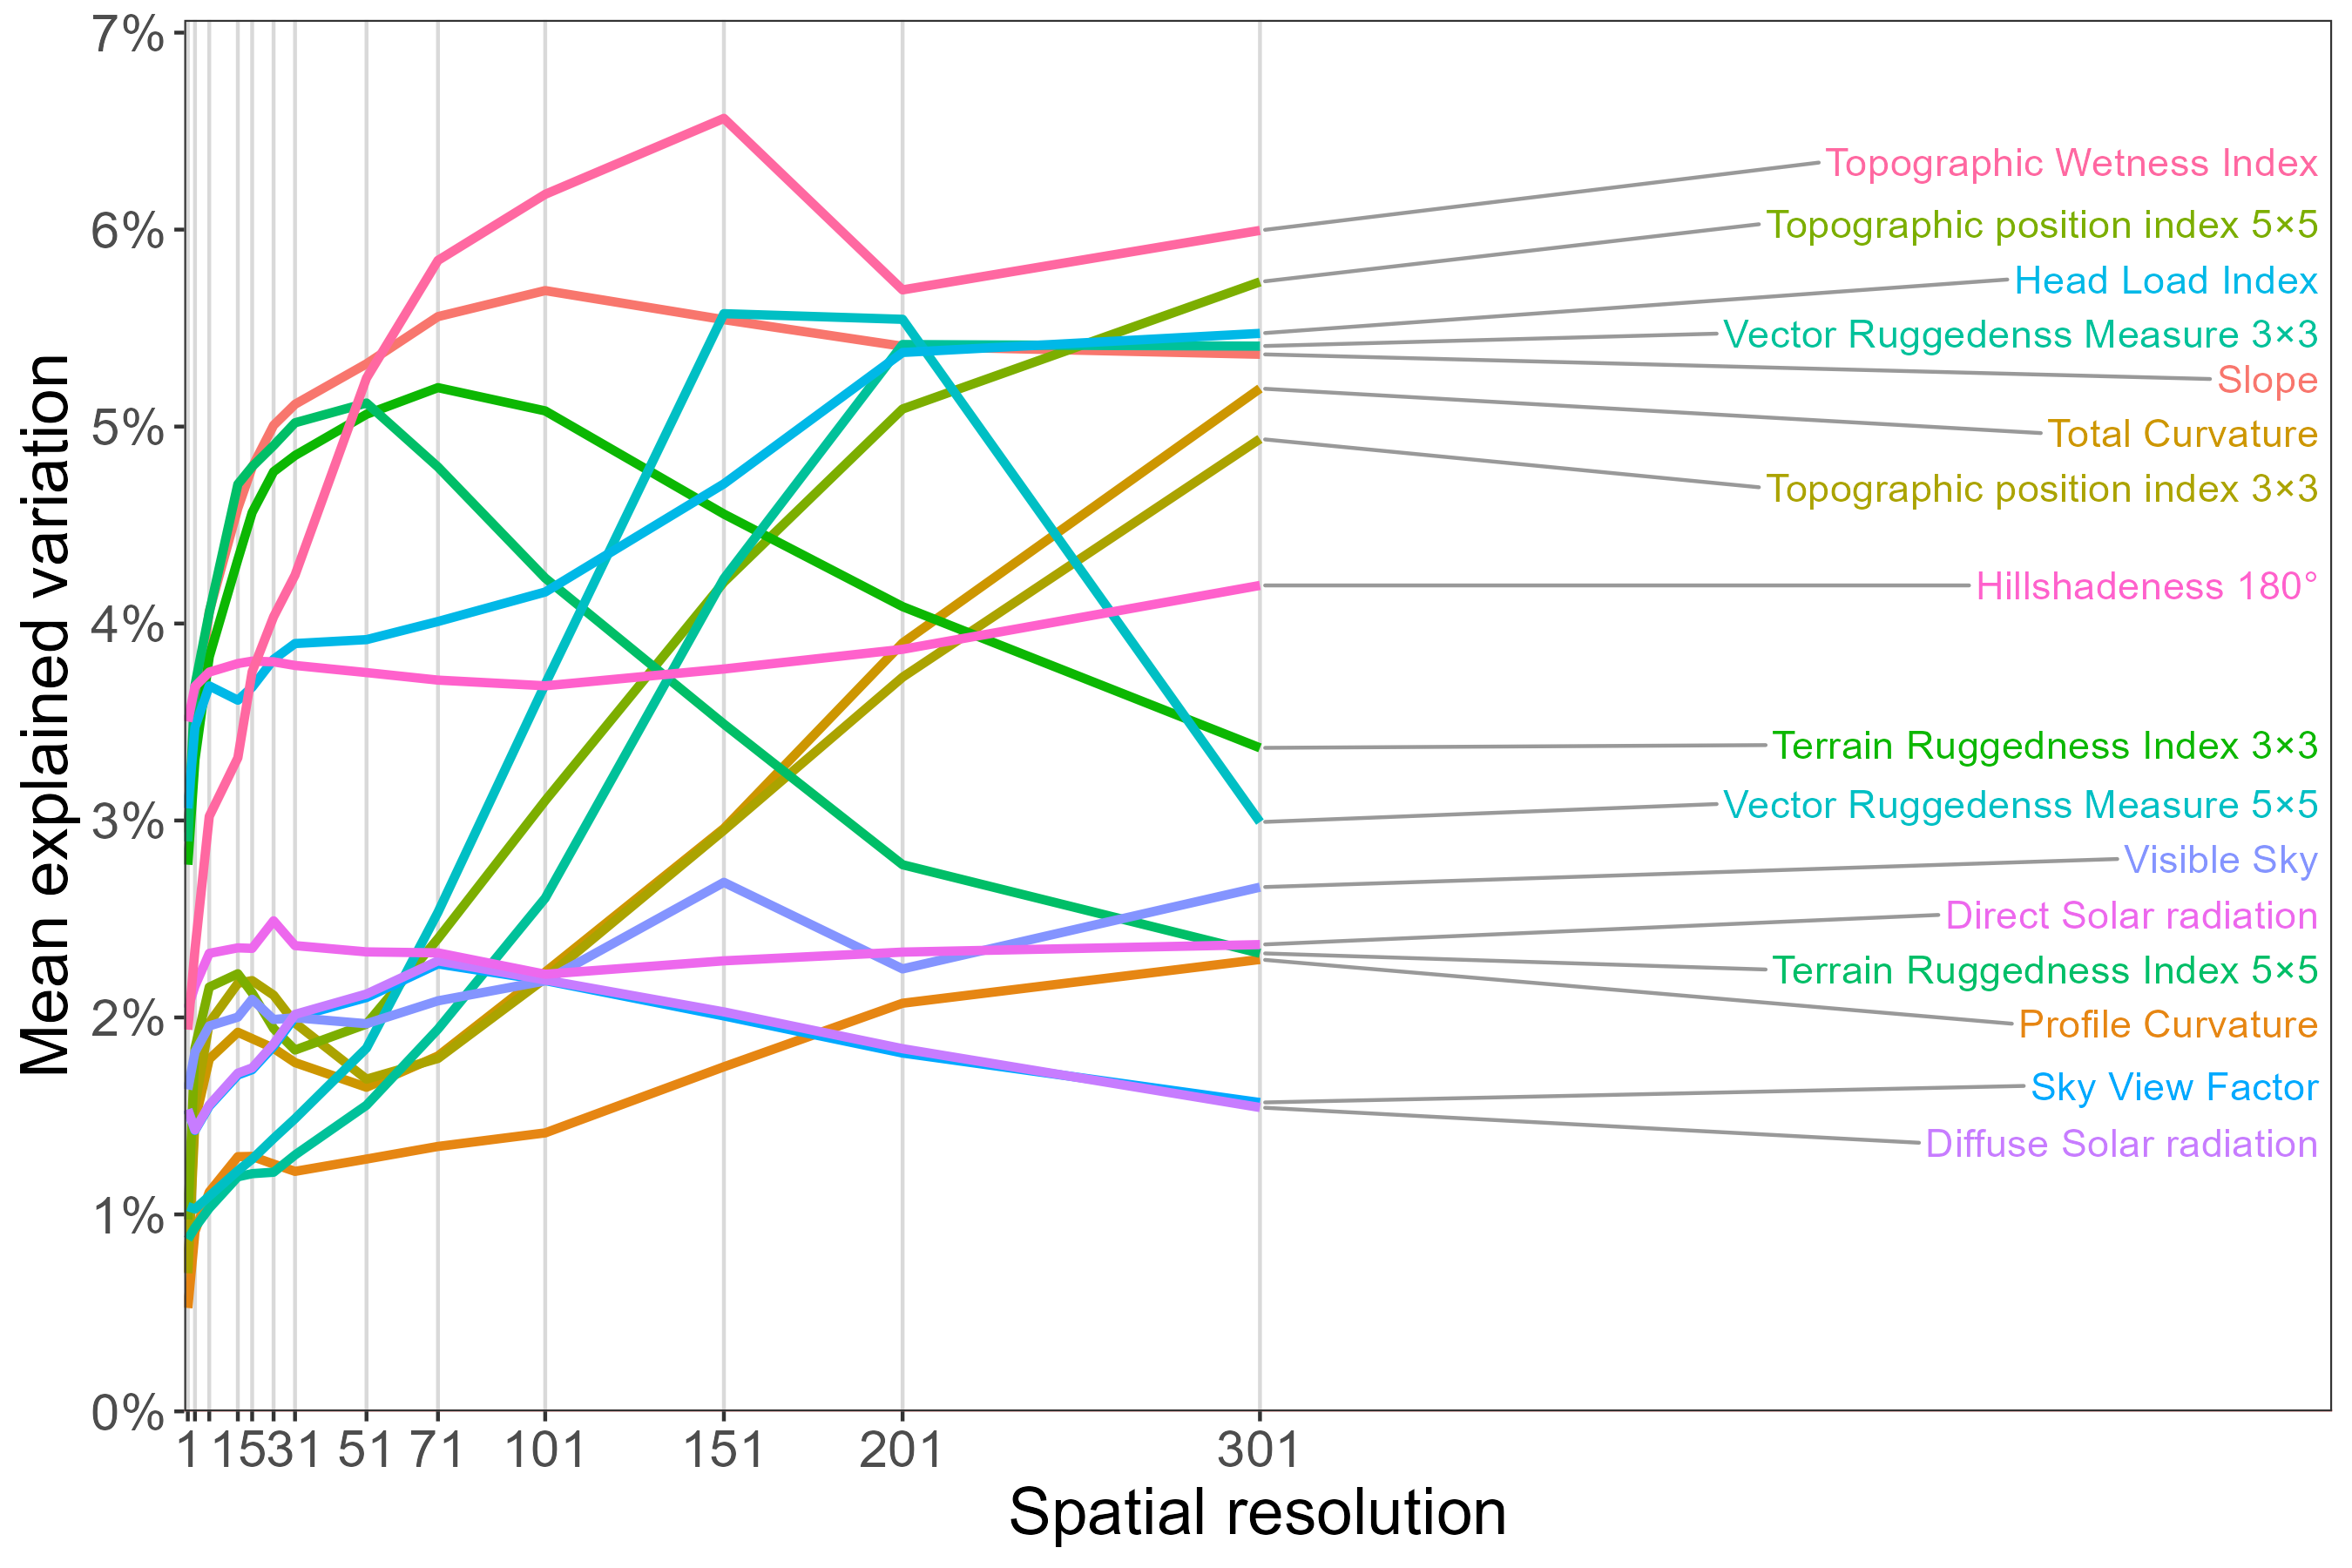 7%
6%
5%
4%
3%
2%
1%
0%
Mean explained variation
1 15 31 51 71 101 151 201 301
Spatial resolution
Topographic Wetness Index
Topographic position index 5×5
Head Load Index
Vector Ruggedenss Measure 3×3
Slope
Total Curvature
Topographic position index 3×3
Hillshadeness 180°
Terrain Ruggedness Index 3×3
Vector Ruggedenss Measure 5×5
Visible Sky
Direct Solar radiation
Terrain Ruggedness Index 5×5
Profile Curvature
Sky View Factor
Diffuse Solar radiation